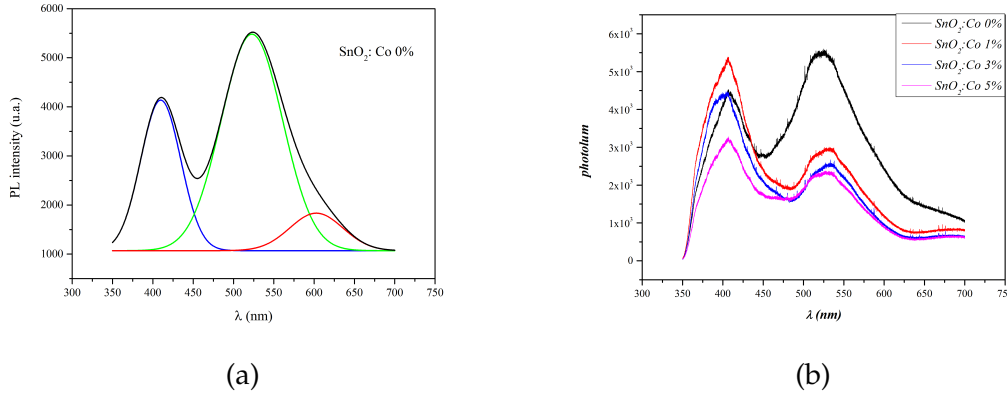 6000
5000
4000
3000
2000
1000
PL intensity (u.a.)
SnO₂: Co 0%
300 350 400 450 500 550 600 650 700 750
λ (nm)
(a)
6x10³
5x10³
4x10³
3x10³
2x10³
1x10³
0
photolum
SnO₂:Co 0%
SnO₂:Co 1%
SnO₂:Co 3%
SnO₂:Co 5%
300 350 400 450 500 550 600 650 700 75
λ (nm)
(b)